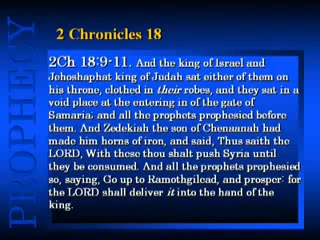 PROPHECY
2 Chronicles 18
2Ch 18:9-11. And the king of Israel and
Jehoshaphat king of Judah sat either of them on
his throne, clothed in their robes, and they sat in a
void place at the entering in of the gate of
Samaria; and all the prophets prophesied before
them. And Zedekiah the son of Chenaanah had
made him horns of iron, and said, Thus saith the
LORD, With these thou shalt push Syria until
they be consumed. And all the prophets prophesied
so, saying, Go up to Ramothgilead, and prosper: for
the LORD shall deliver it into the hand of the
king.